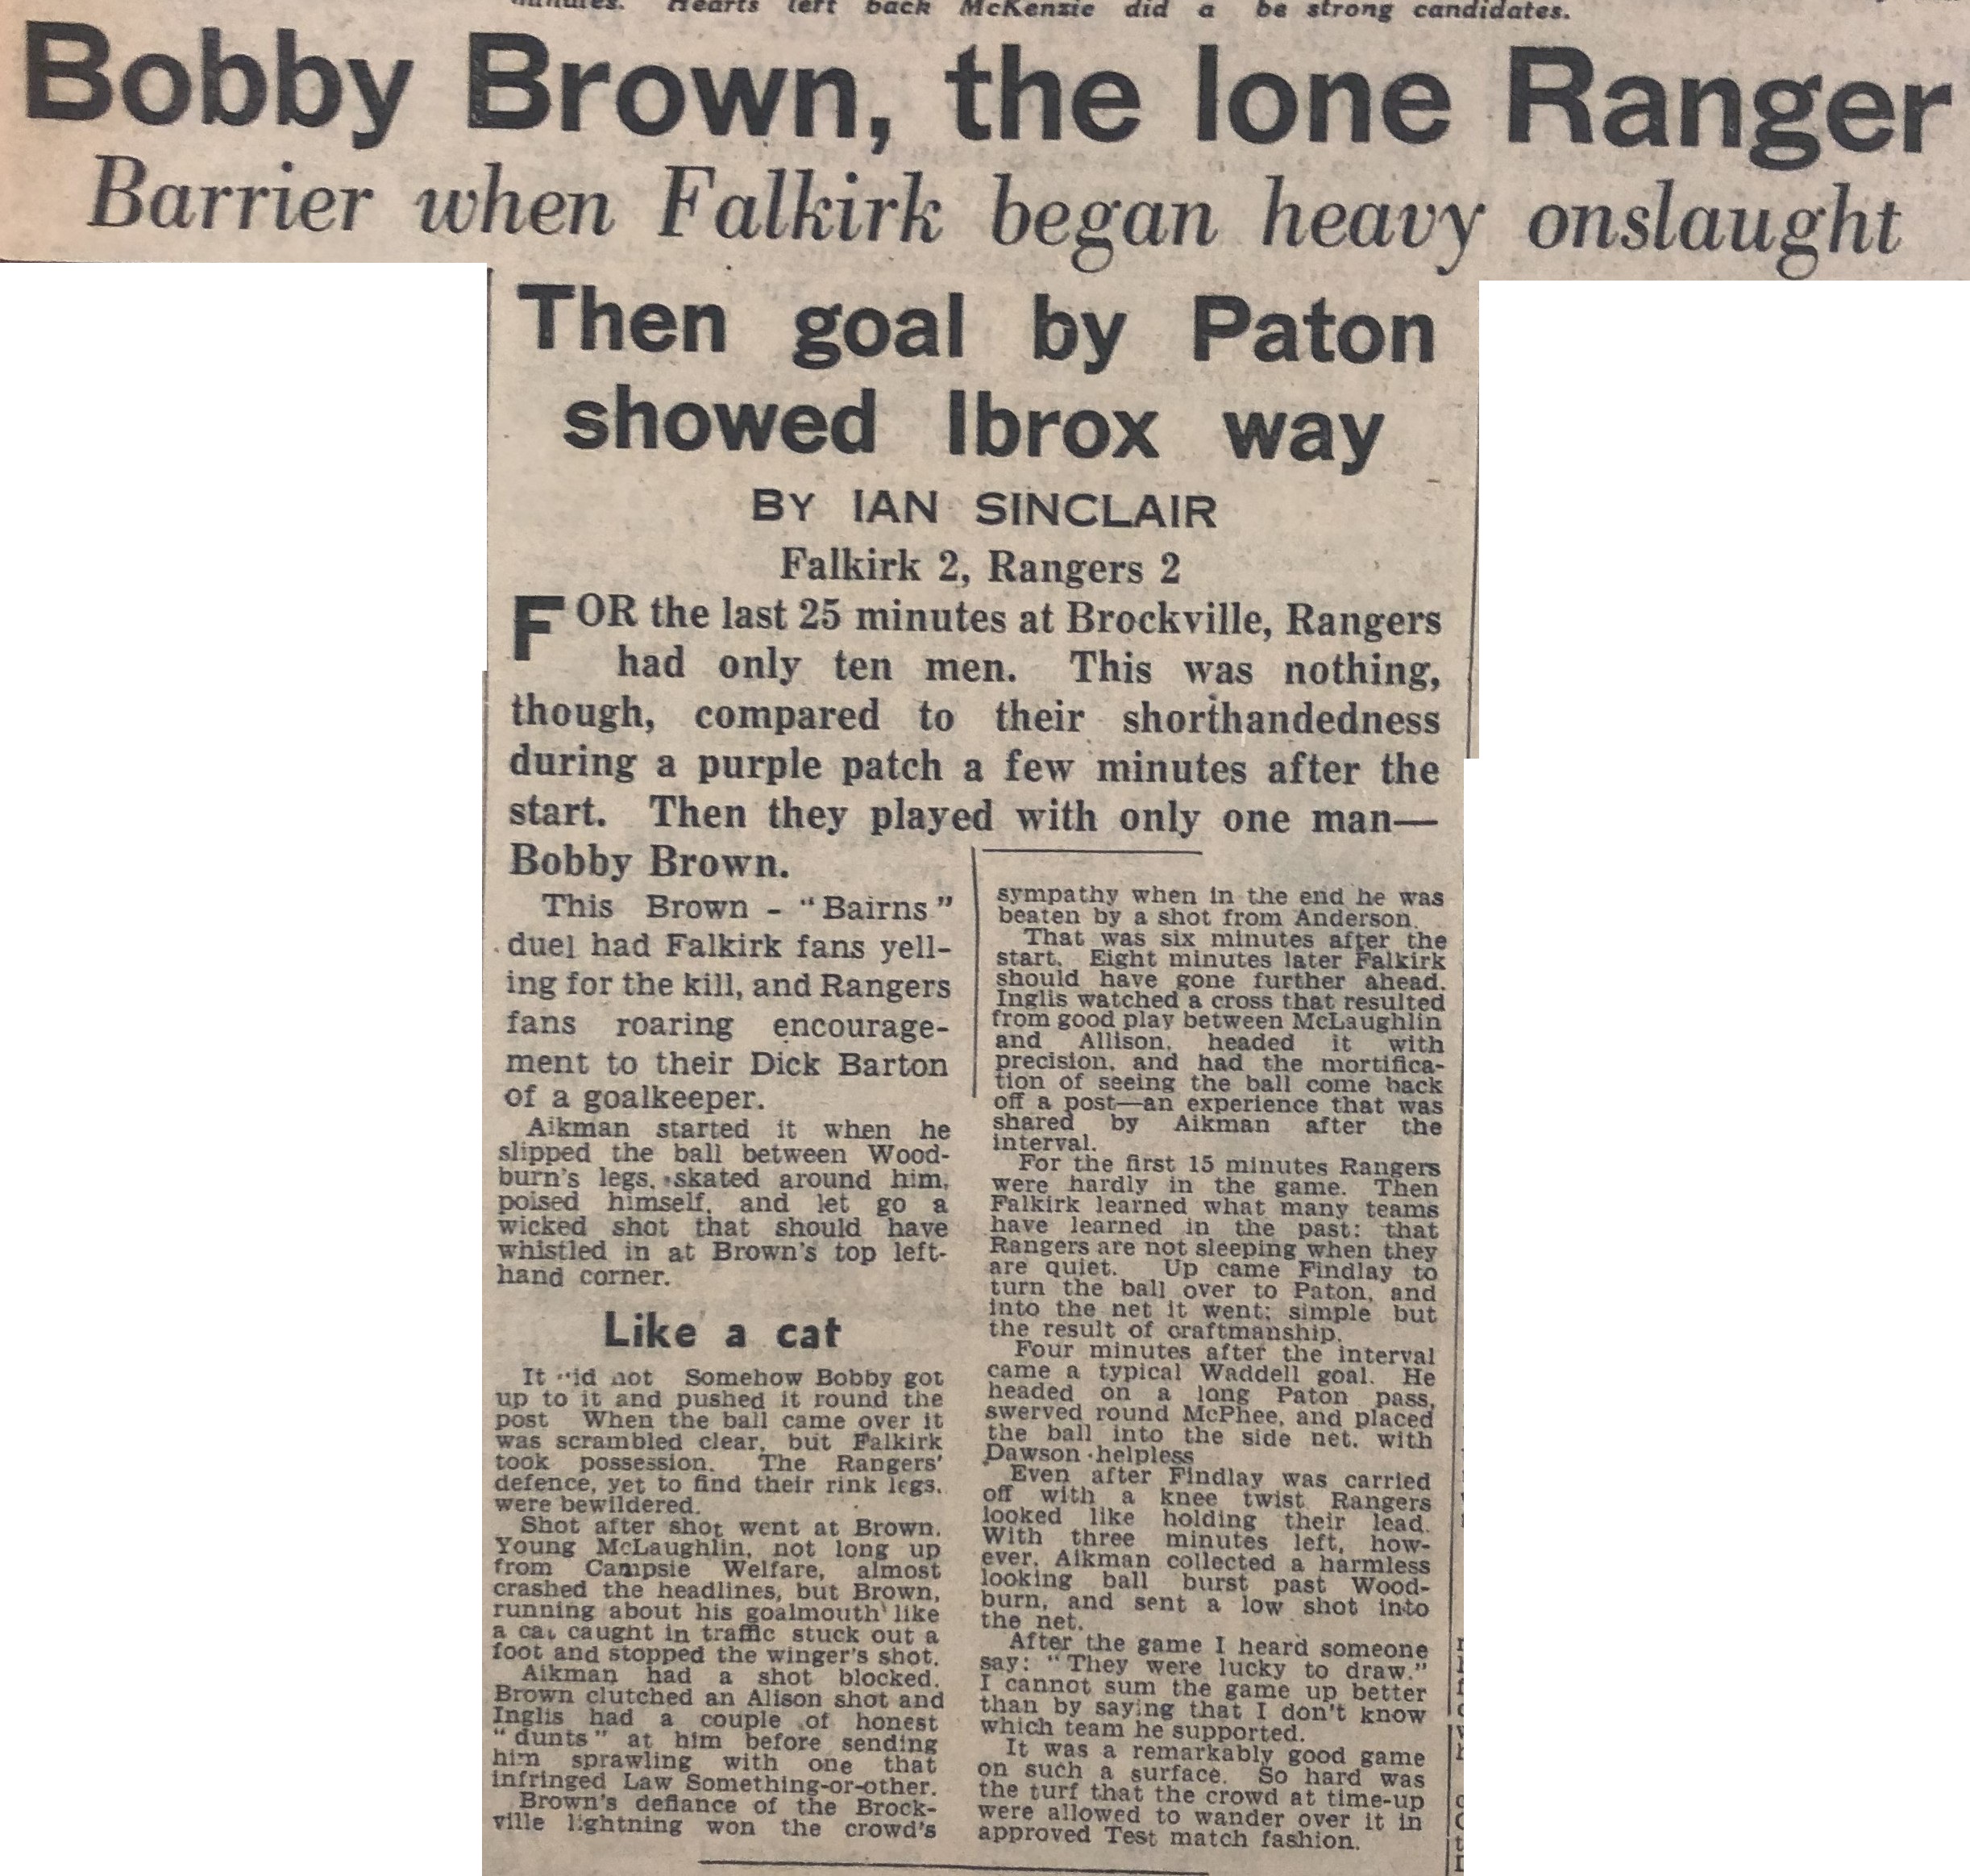 minutes. Hearts left back McKenzie did a be strong candidates.
Bobby Brown, the lone Ranger
Barrier when Falkirk began heavy onslaught
Then goal by Paton
showed Ibrox way
BY IAN SINCLAIR
Falkirk 2, Rangers 2
FOR the last 25 minutes at Brockville, Rangers
had only ten men. This was nothing,
though, compared to their shorthandedness
during a purple patch a few minutes after the
start. Then they played with only one man—
Bobby Brown.
This Brown - "Bairns"
duel had Falkirk fans yell-
ing for the kill, and Rangers
fans roaring encourage-
ment to their Dick Barton
of a goalkeeper.
Aikman started it when he
slipped the ball between Wood-
burn's legs, skated around him,
poised himself, and let go a
wicked shot that should have
whistled in at Brown's top left-
hand corner.
Like a cat
It did not Somehow Bobby got
up to it and pushed it round the
post When the ball came over it
was scrambled clear, but Falkirk
took possession. The Rangers'
defence, yet to find their rink legs,
were bewildered.
Shot after shot went at Brown.
Young McLaughlin, not long up
from Campsie Welfare, almost
crashed the headlines, but Brown,
running about his goalmouth like
a cat caught in traffic stuck out a
foot and stopped the winger's shot.
Aikman had a shot blocked.
Brown clutched an Alison shot and
Inglis had a couple of honest
"dunts" at him before sending
him sprawling with one that
infringed Law Something-or-other.
Brown's defiance of the Brock-
ville lightning won the crowd's
sympathy when in the end he was
beaten by a shot from Anderson.
That was six minutes after the
start. Eight minutes later Falkirk
should have gone further ahead.
Inglis watched a cross that resulted
from good play between McLaughlin
and Allison, headed it with
precision, and had the mortifica-
tion of seeing the ball come back
off a post—an experience that was
shared by Aikman after the
interval.
For the first 15 minutes Rangers
were hardly in the game. Then
Falkirk learned what many teams
have learned in the past: that
Rangers are not sleeping when they
are quiet. Up came Findlay to
turn the ball over to Paton, and
into the net it went; simple but
the result of craftmanship.
Four minutes after the interval
came a typical Waddell goal. He
headed on a long Paton pass,
swerved round McPhee, and placed
the ball into the side net, with
Dawson helpless
Even after Findlay was carried
off with a knee twist Rangers
looked like holding their lead.
With three minutes left, how-
ever, Aikman collected a harmless
looking ball burst past Wood-
burn, and sent a low shot into
the net.
After the game I heard someone
say: "They were lucky to draw."
I cannot sum the game up better
than by saying that I don't know
which team he supported.
It was a remarkably good game
on such a surface. So hard was
the turf that the crowd at time-up
were allowed to wander over it in
approved Test match fashion.